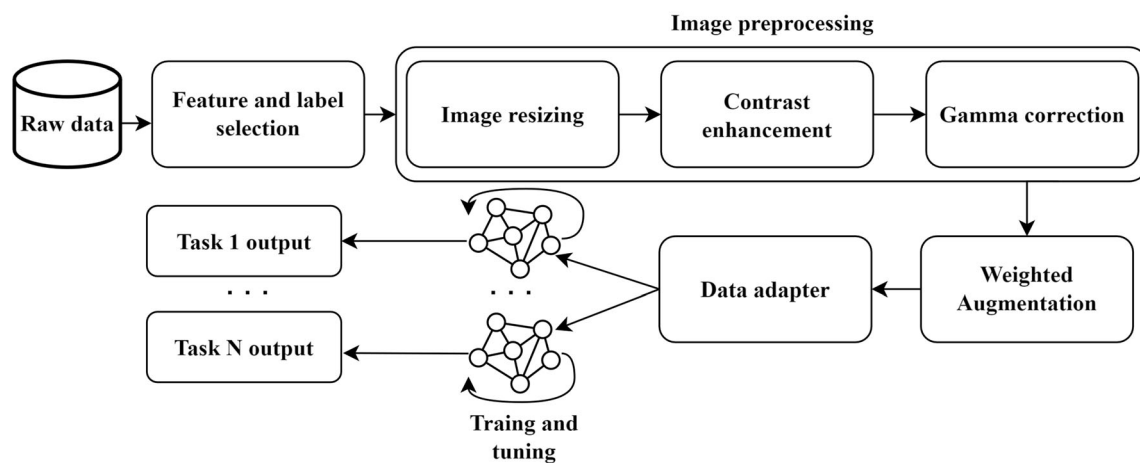 Image preprocessing
Raw data
Feature and label
selection
Image resizing
Contrast
enhancement
Gamma correction
Weighted
Augmentation
Data adapter
Task 1 output
. . .
. . .
Task N output
Traing and
tuning